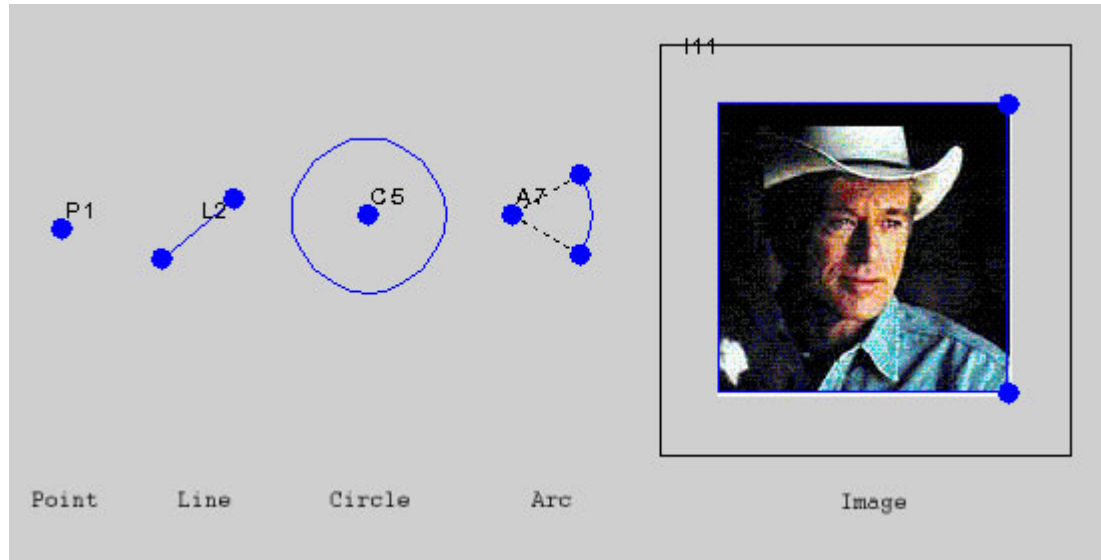 P1
L2
C5
A7
I11
Point
Line
Circle
Arc
Image